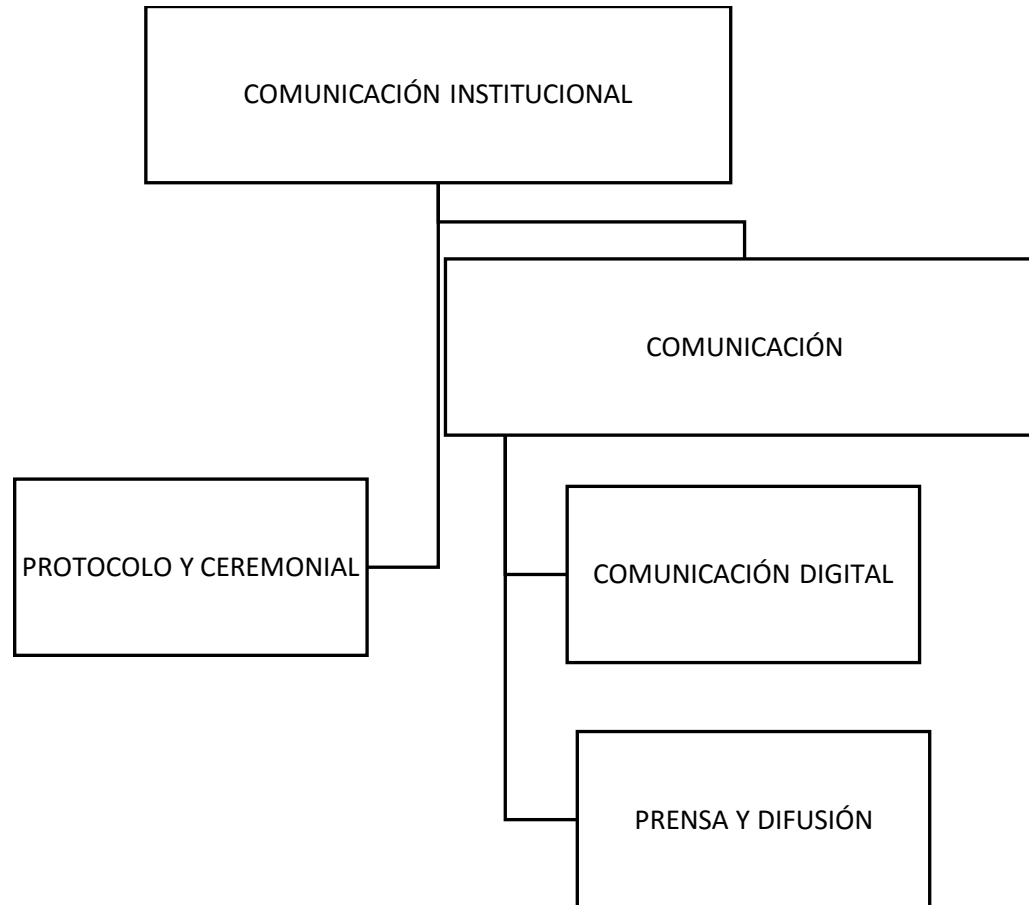 COMUNICACIÓN INSTITUCIONAL
COMUNICACIÓN
PROTOCOLO Y CEREMONIAL
COMUNICACIÓN DIGITAL
PRENSA Y DIFUSIÓN